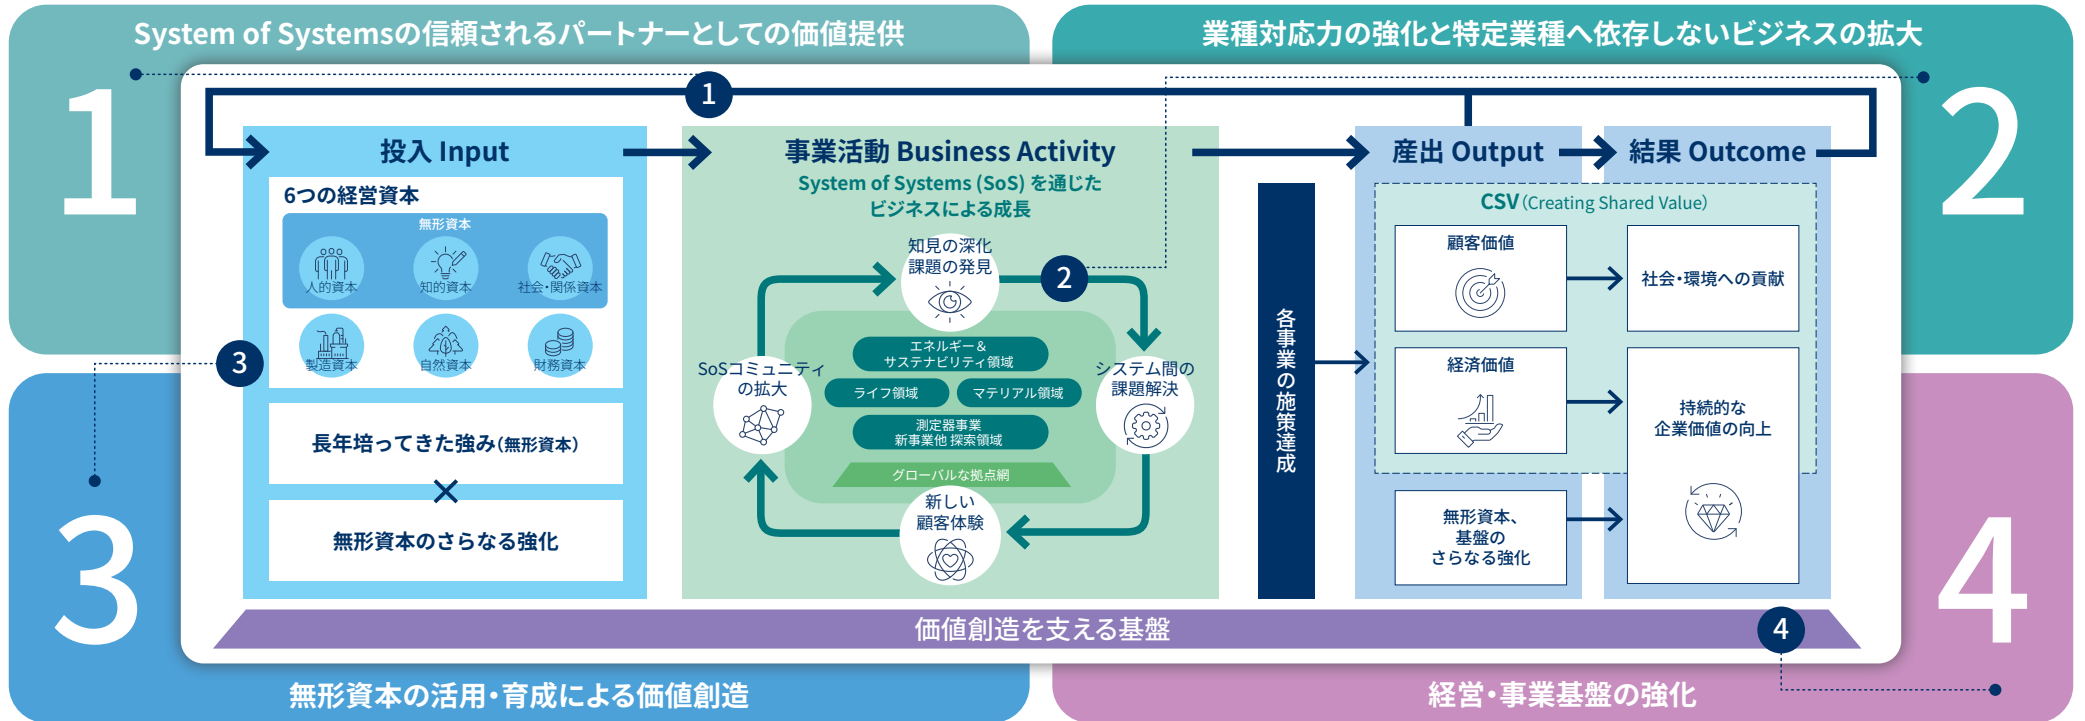 System of Systemsの信頼されるパートナーとしての価値提供
1
業種対応力の強化と特定業種へ依存しないビジネスの拡大
2
1
投入 Input
6つの経営資本
無形資本
人的資本
知的資本
社会・関係資本
製造資本
自然資本
財務資本
3
長年培ってきた強み(無形資本)
×
無形資本のさらなる強化
事業活動 Business Activity
System of Systems (SoS) を通じた
ビジネスによる成長
知見の深化
課題の発見
2
システム間の
課題解決
新しい
顧客体験
SoSコミュニティ
の拡大
エネルギー&
サステナビリティ領域
ライフ領域
マテリアル領域
測定器事業
新事業他 探索領域
グローバルな拠点網
各事業の施策達成
産出 Output
結果 Outcome
CSV(Creating Shared Value)
顧客価値
社会・環境への貢献
経済価値
持続的な
企業価値の向上
無形資本、
基盤の
さらなる強化
価値創造を支える基盤
4
3
無形資本の活用・育成による価値創造
4
経営・事業基盤の強化